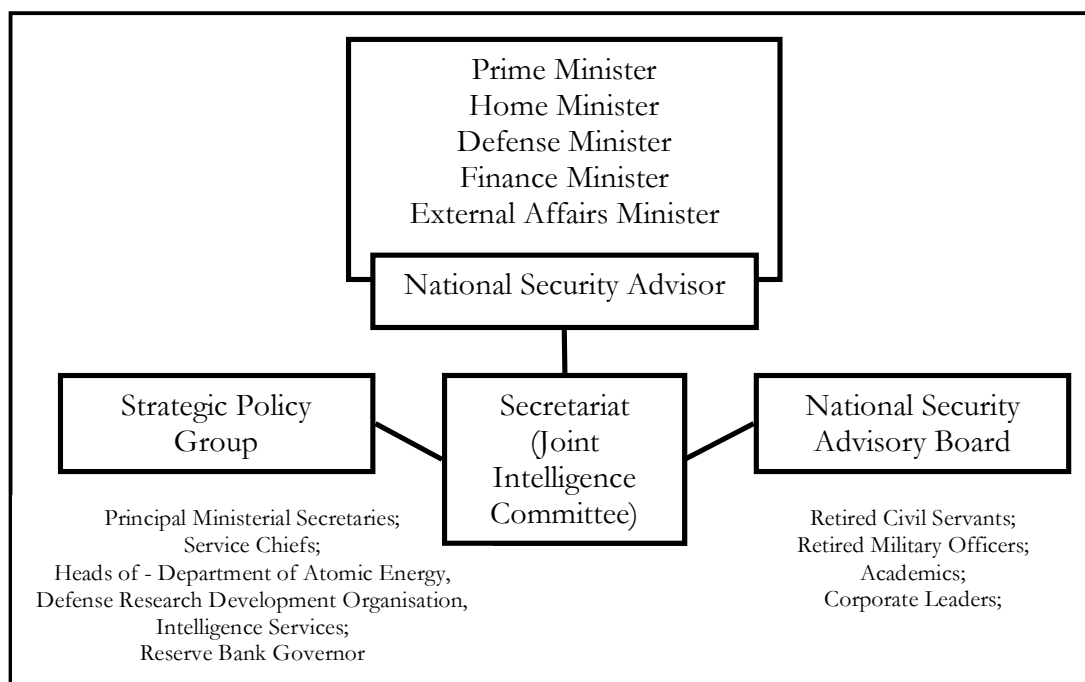 Prime Minister
Home Minister
Defense Minister
Finance Minister
External Affairs Minister
National Security Advisor
Strategic Policy
Group
Secretariat
(Joint
Intelligence
Committee)
National Security
Advisory Board
Principal Ministerial Secretaries;
Service Chiefs;
Heads of - Department of Atomic Energy,
Defense Research Development Organisation,
Intelligence Services;
Reserve Bank Governor
Retired Civil Servants;
Retired Military Officers;
Academics;
Corporate Leaders;